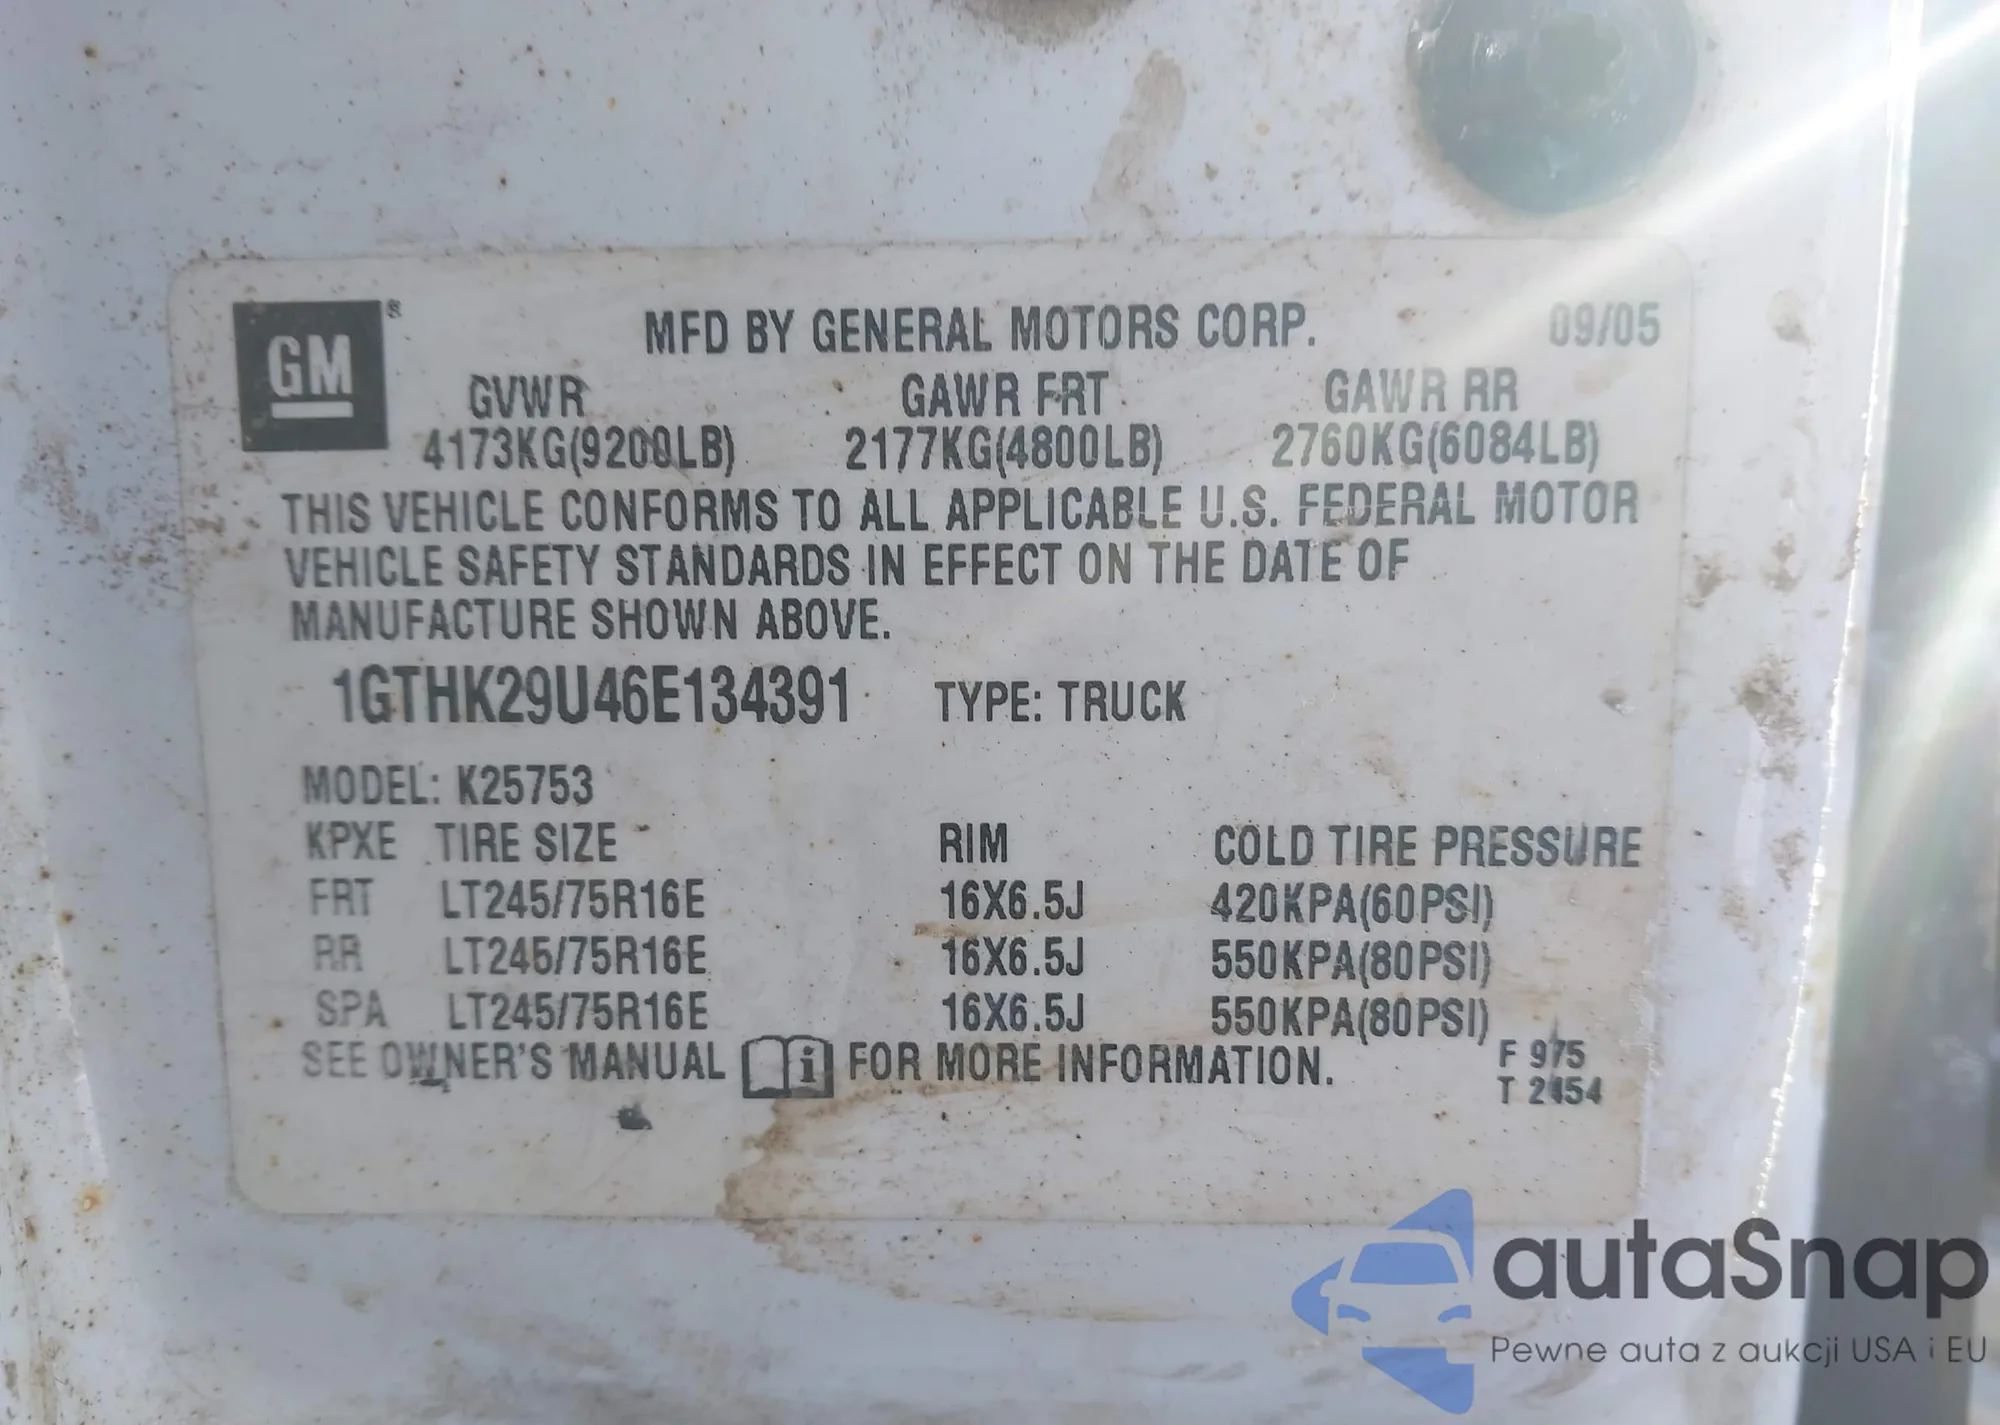 GM®
MFD BY GENERAL MOTORS CORP. 09/05
GVWR GAWR FRT GAWR RR
4173KG(9200LB) 2177KG(4800LB) 2760KG(6084LB)
THIS VEHICLE CONFORMS TO ALL APPLICABLE U.S. FEDERAL MOTOR
VEHICLE SAFETY STANDARDS IN EFFECT ON THE DATE OF
MANUFACTURE SHOWN ABOVE.
1GTHK29U46E134391 TYPE: TRUCK
MODEL: K25753
KPXE TIRE SIZE RIM COLD TIRE PRESSURE
FRT LT245/75R16E 16X6.5J 420KPA(60PSI)
RR LT245/75R16E 16X6.5J 550KPA(80PSI)
SPA LT245/75R16E 16X6.5J 550KPA(80PSI)
SEE OWNER'S MANUAL i FOR MORE INFORMATION.
F 975
T 2454
autaSnap
Pewne auta z aukcji USA i EU